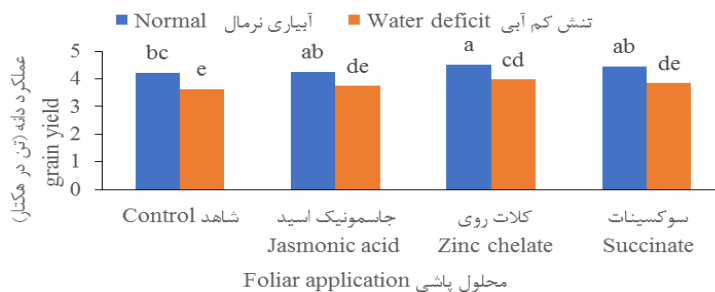 Normal آبیاری نرمال Water deficit تنش کم آبی
عملکرد دانه (تن در هکتار)
grain yield
5
4
3
2
1
0
bc e ab de a cd ab de
شاهد Control جاسمونیک اسید کلات روی سوکسینات
Jasmonic acid Zinc chelate Succinate
محلول پاشی Foliar application